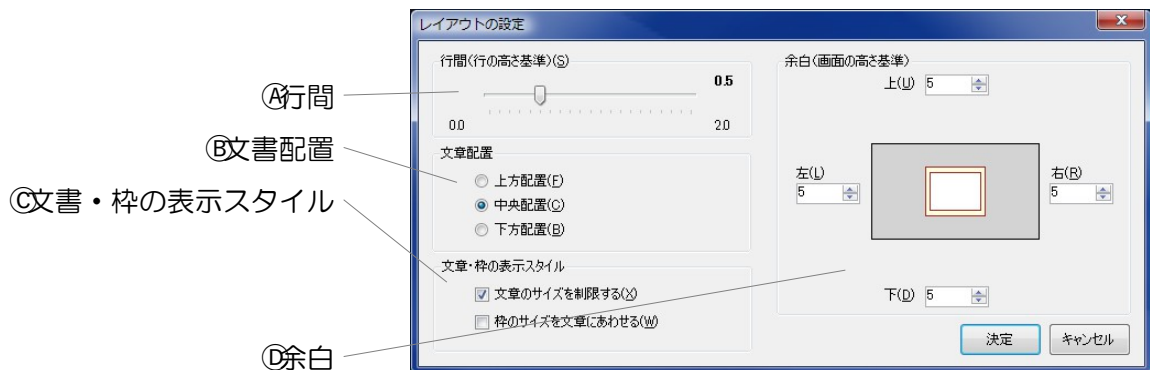 レイアウトの設定
行間(行の高さ基準)(S)
0.5
0.0
2.0
文章配置
上方配置(F)
中央配置(C)
下方配置(B)
文章・枠の表示スタイル
文章のサイズを制限する(X)
枠のサイズを文章にあわせる(W)
余白(画面の高さ基準)
上(U) 5
左(L)
5
右(R)
5
下(D) 5
決定
キャンセル
Ⓐ行間
Ⓑ文書配置
Ⓒ文書・枠の表示スタイル
Ⓓ余白